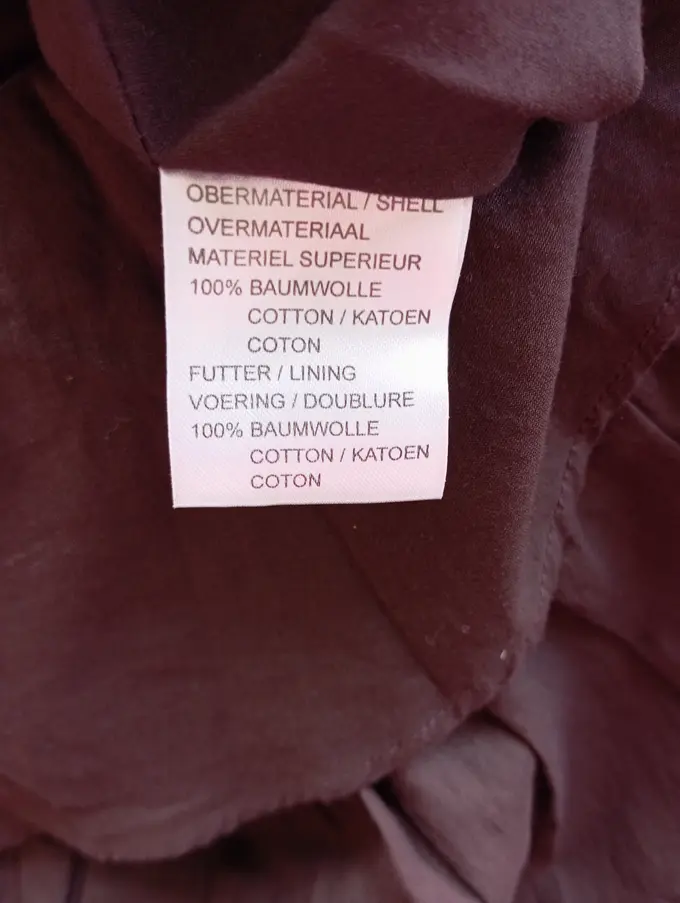 OBERMATERIAL / SHELL
OVERMATERIAAL
MATERIEL SUPERIEUR
100% BAUMWOLLE
COTTON / KATOEN
COTON
FUTTER / LINING
VOERING / DOUBLURE
100% BAUMWOLLE
COTTON / KATOEN
COTON